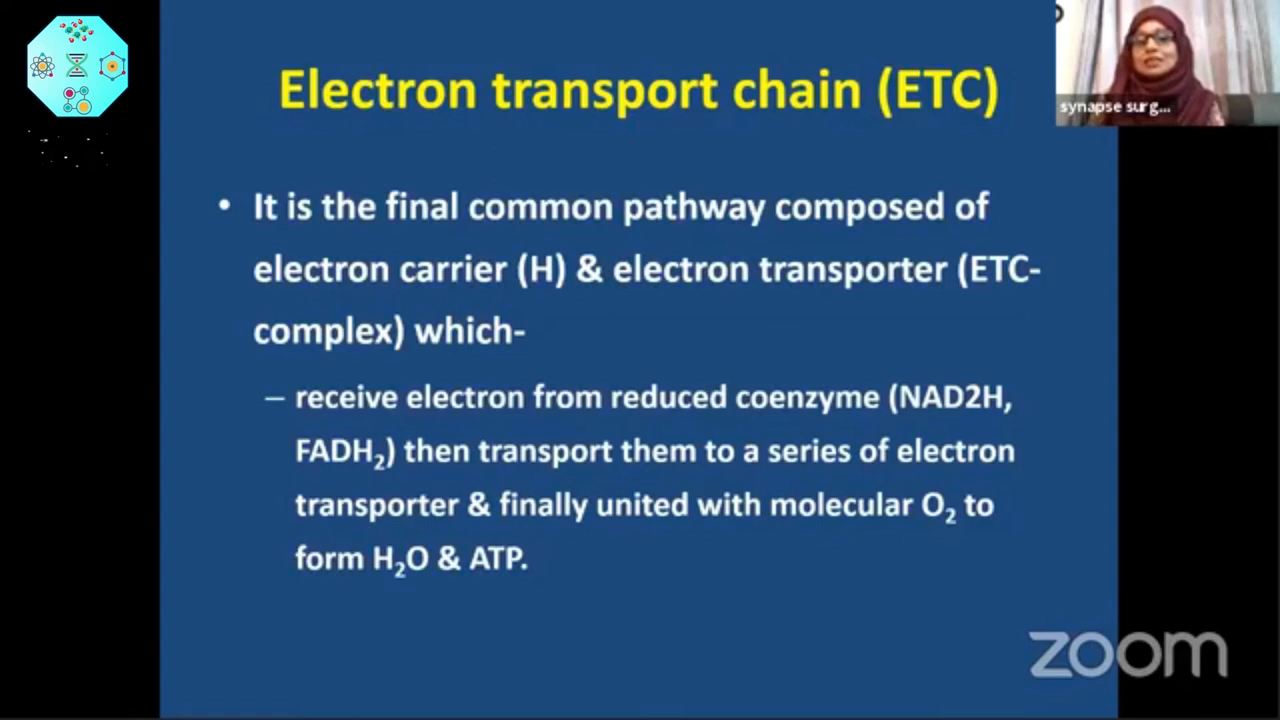 Electron transport chain (ETC)
synapse surg...
• It is the final common pathway composed of
electron carrier (H) & electron transporter (ETC-
complex) which-
– receive electron from reduced coenzyme (NAD2H,
FADH₂) then transport them to a series of electron
transporter & finally united with molecular O₂ to
form H₂O & ATP.
zoom